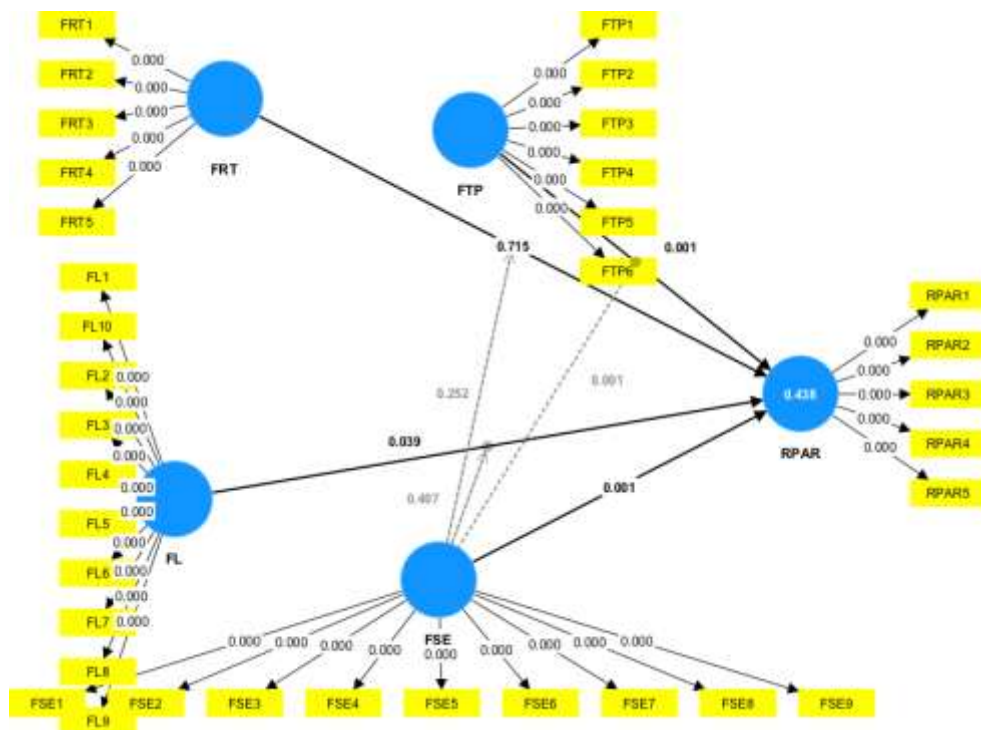 FRT1
FRT2
FRT3
FRT4
FRT5
0.000
0.000
0.000
0.000
0.000
FRT
FTP1
FTP2
FTP3
FTP4
FTP5
FTP6
0.000
0.000
0.000
0.000
0.000
0.000
FTP
0.715
0.001
FL1
FL10
FL2
FL3
FL4
FL5
FL6
FL7
FL8
FL9
0.000
0.000
0.000
0.000
0.000
0.000
0.000
0.000
0.000
0.000
FL
0.252
0.001
0.039
0.407
0.001
0.438
RPAR
RPAR1
RPAR2
RPAR3
RPAR4
RPAR5
0.000
0.000
0.000
0.000
0.000
FSE
0.000
0.000
0.000
0.000
0.000
0.000
0.000
0.000
0.000
FSE1
FSE2
FSE3
FSE4
FSE5
FSE6
FSE7
FSE8
FSE9